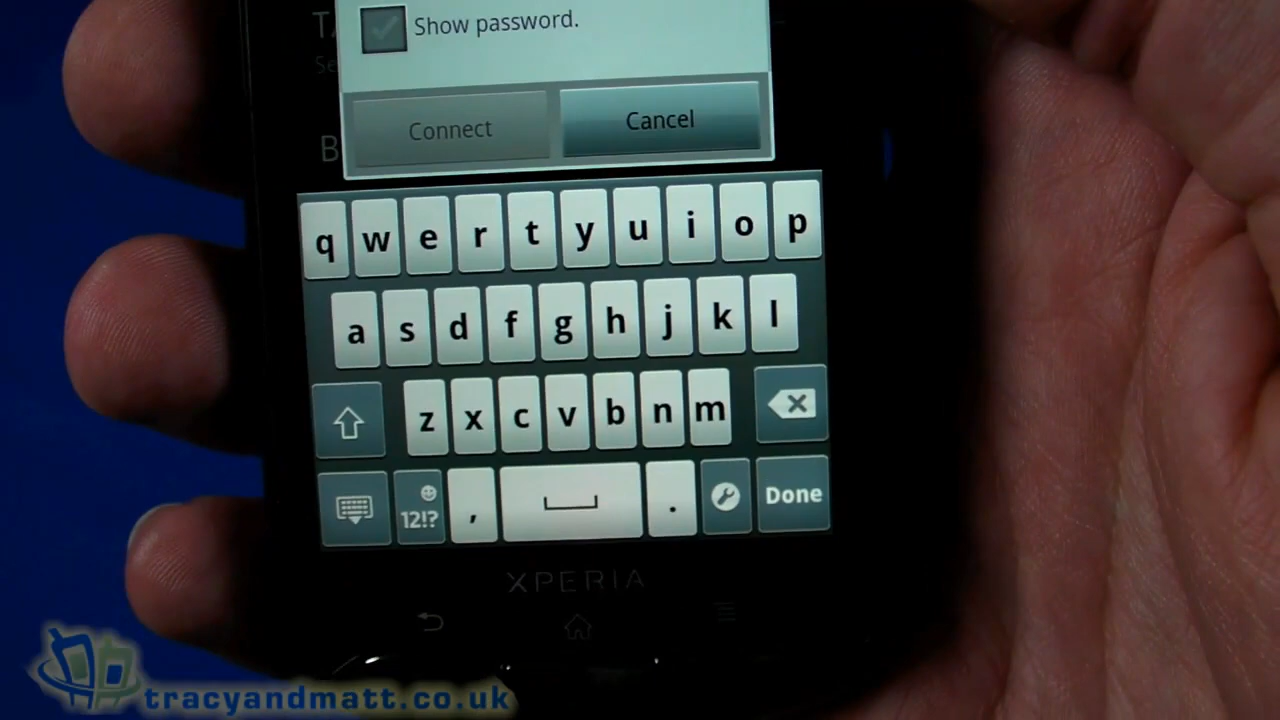 Show password.
Connect Cancel
B
q w e r t y u i o p
a s d f g h j k l
z x c v b n m
12!? , . Done
XPERIA
tracyandmatt.co.uk